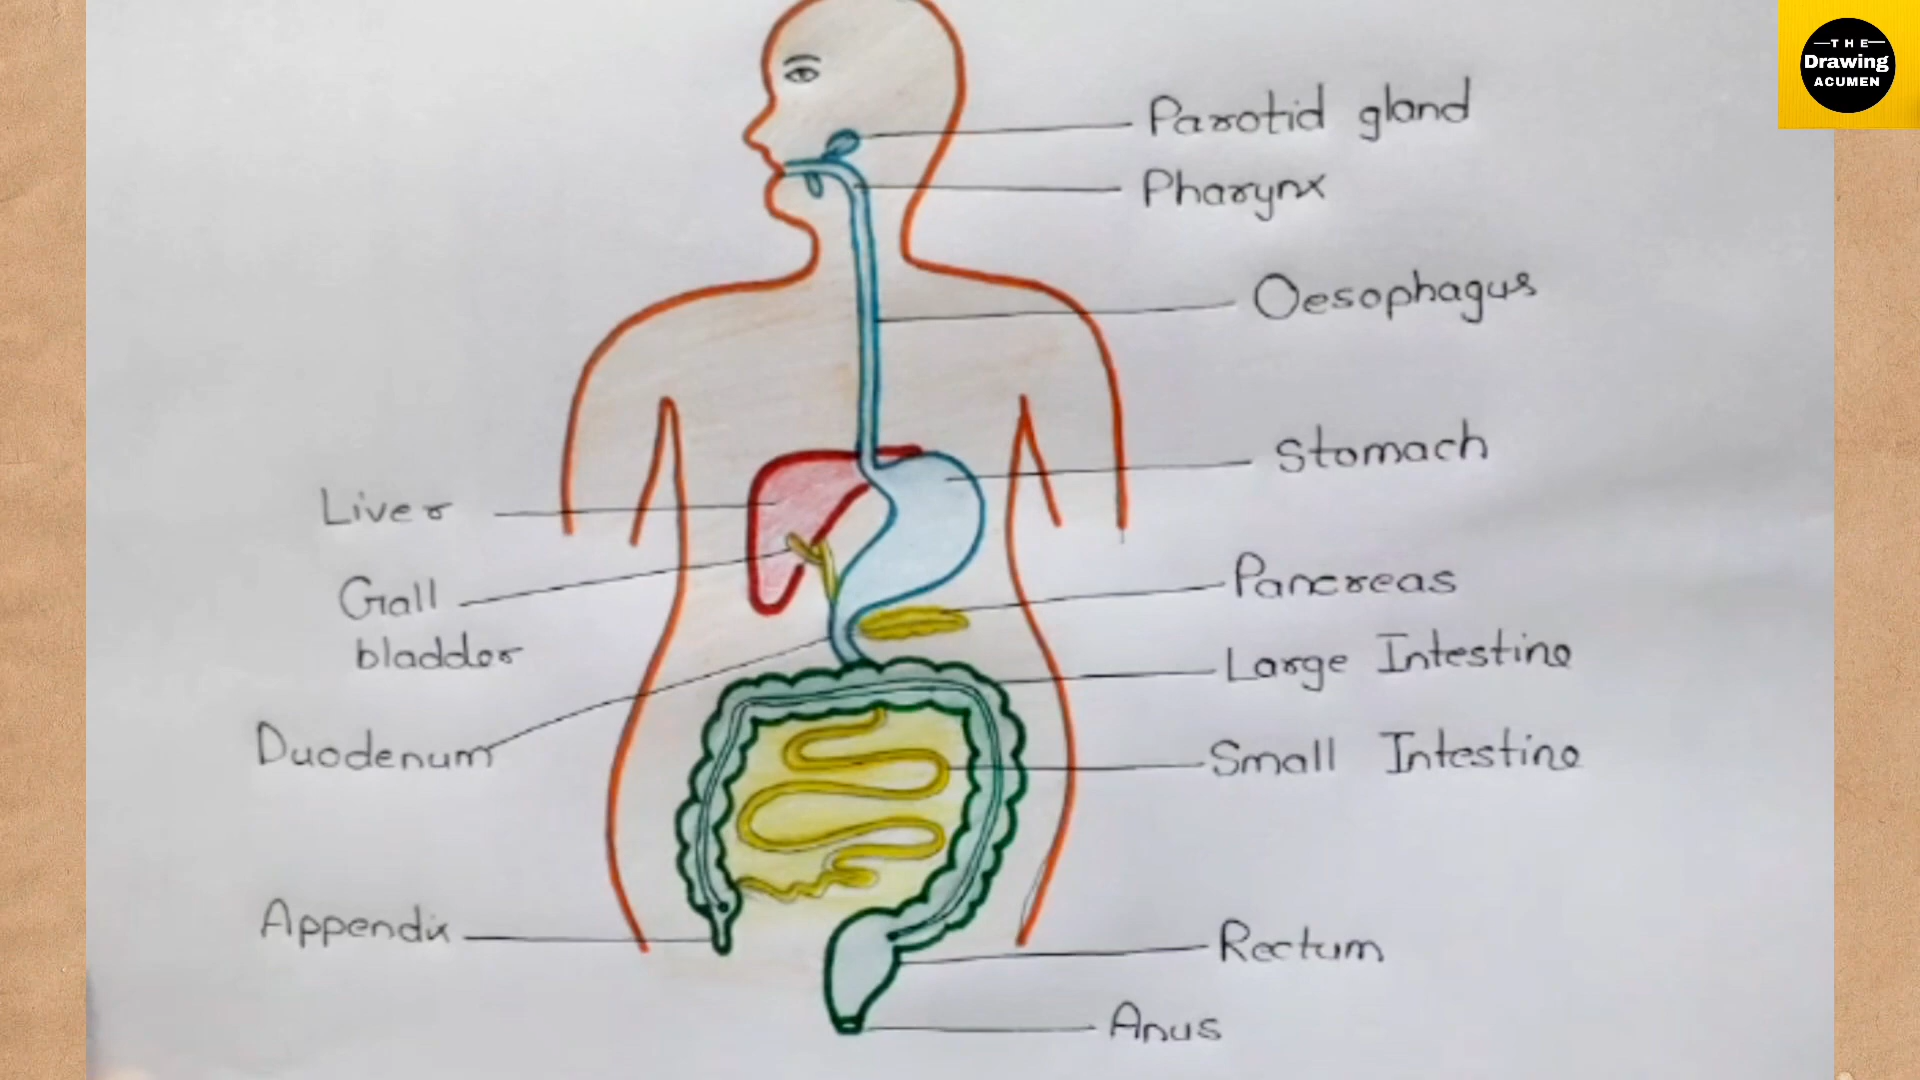 THE
Drawing
ACUMEN
Parotid gland
Pharynx
Oesophagus
Stomach
Liver
Gall
bladder
Pancreas
Large Intestine
Duodenum
Small Intestine
Appendix
Rectum
Anus